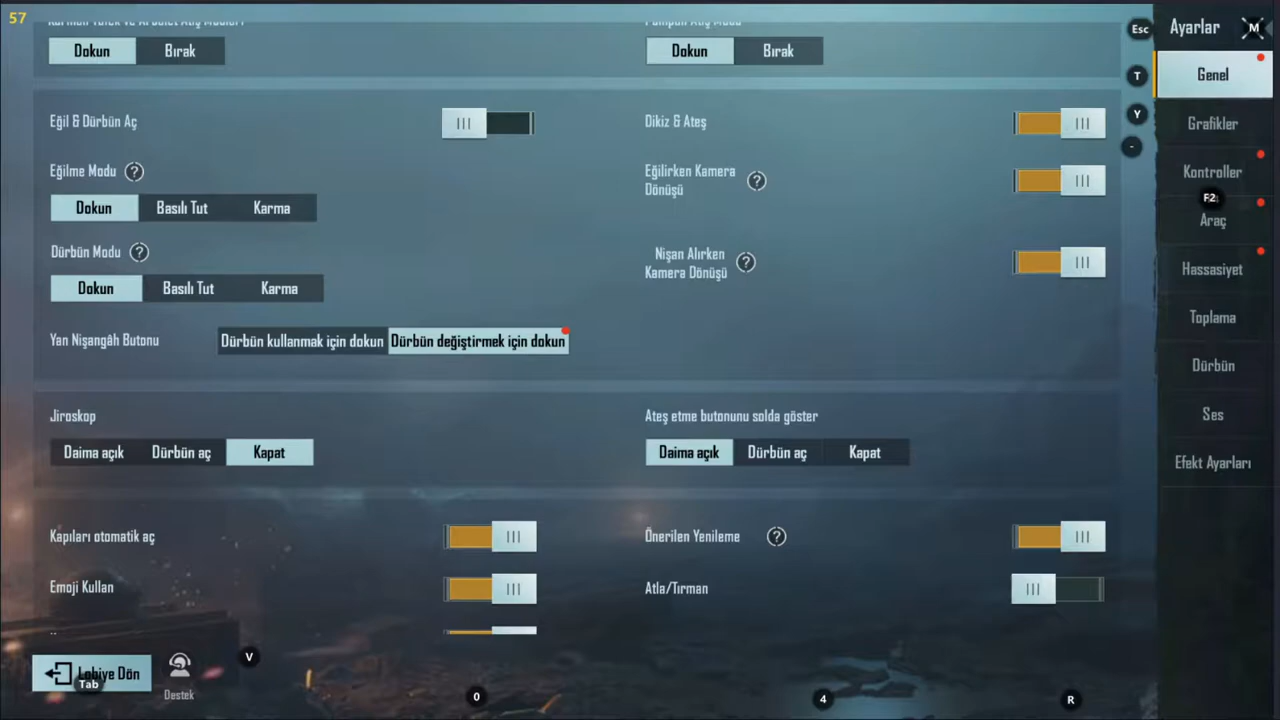 57
Dokun Bırak
Dokun Bırak
Eğil & Dürbün Aç
Dikiz & Ateş
Eğilme Modu ?
Eğilirken Kamera
Dönüşü ?
Dokun Basılı Tut Karma
Dürbün Modu ?
Nişan Alırken
Kamera Dönüşü ?
Dokun Basılı Tut Karma
Yan Nişangâh Butonu
Dürbün kullanmak için dokun Dürbün değiştirmek için dokun
Jiroskop
Ateş etme butonunu solda göster
Daima açık Dürbün aç Kapat
Daima açık Dürbün aç Kapat
Kapıları otomatik aç
Önerilen Yenileme ?
Emoji Kullan
Atla/Tırman
Lobiye Dön
Tab
Destek
V
0
4
R
Esc
T
Y
-
Ayarlar
M
Genel
Grafikler
Kontroller
F2
Araç
Hassasiyet
Toplama
Dürbün
Ses
Efekt Ayarları